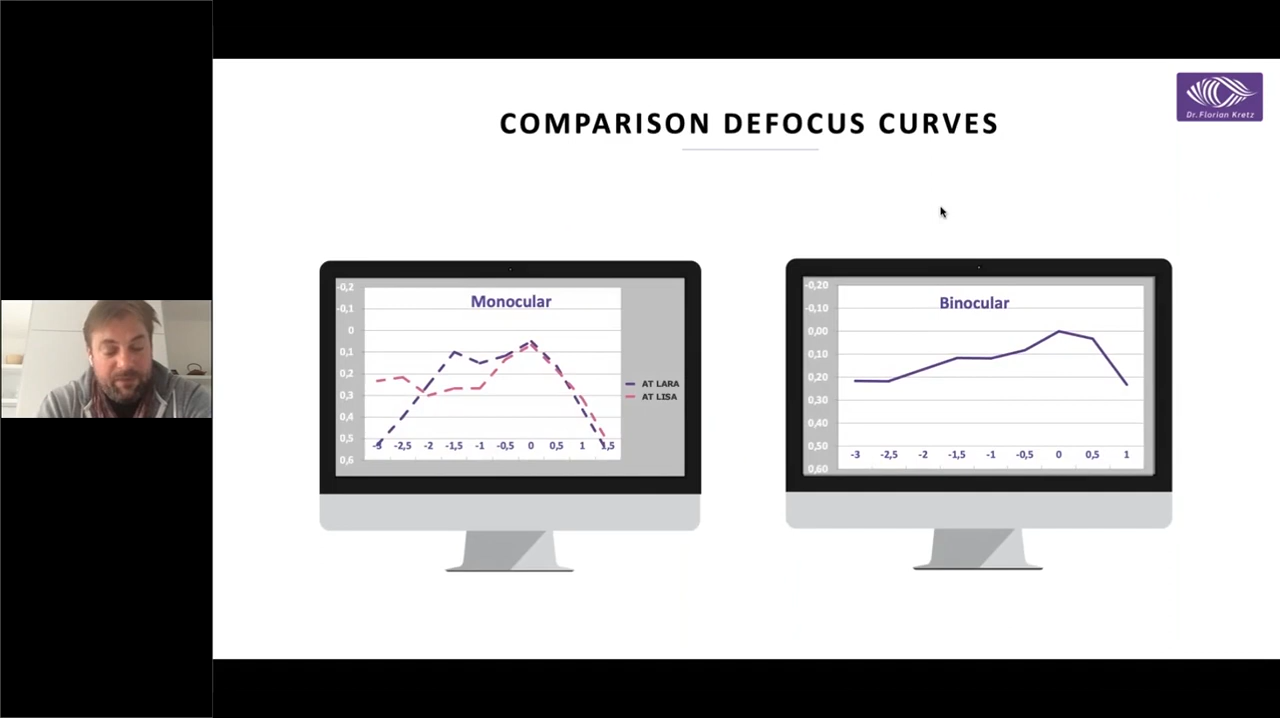 Dr. Florian Kretz
COMPARISON DEFOCUS CURVES
Monocular
-0,2
-0,1
0
0,1
0,2
0,3
0,4
0,5
0,6
-3 -2,5 -2 -1,5 -1 -0,5 0 0,5 1 1,5
AT LARA
AT LISA
Binocular
-0,20
-0,10
0,00
0,10
0,20
0,30
0,40
0,50
0,60
-3 -2,5 -2 -1,5 -1 -0,5 0 0,5 1